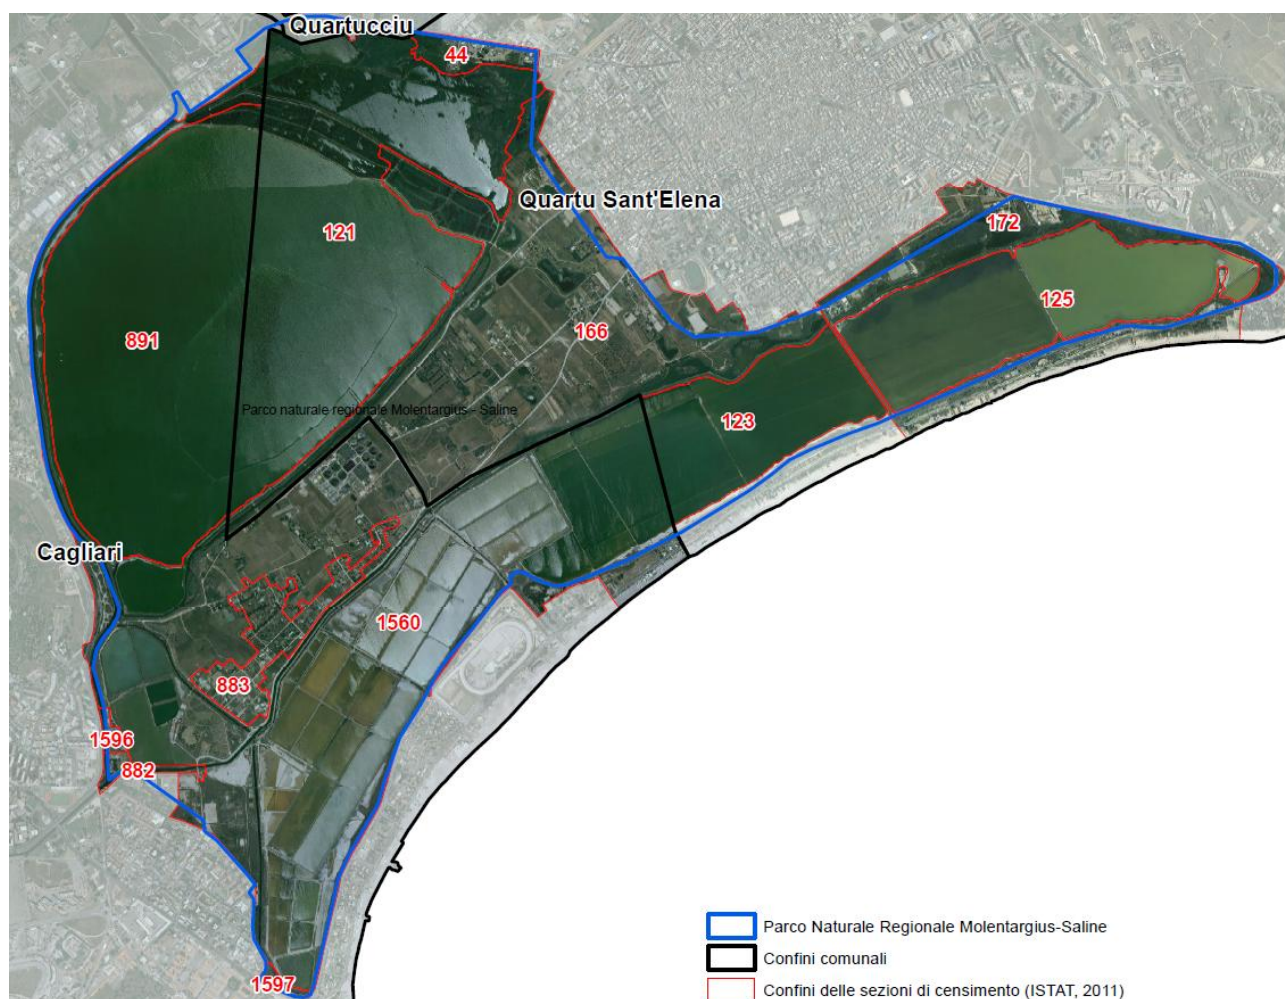 Quartucciu
44
Quartu Sant'Elena
172
121
125
166
891
Parco naturale regionale Molentargius - Saline
123
Cagliari
1560
883
1596
882
1597
Parco Naturale Regionale Molentargius-Saline
Confini comunali
Confini delle sezioni di censimento (ISTAT, 2011)